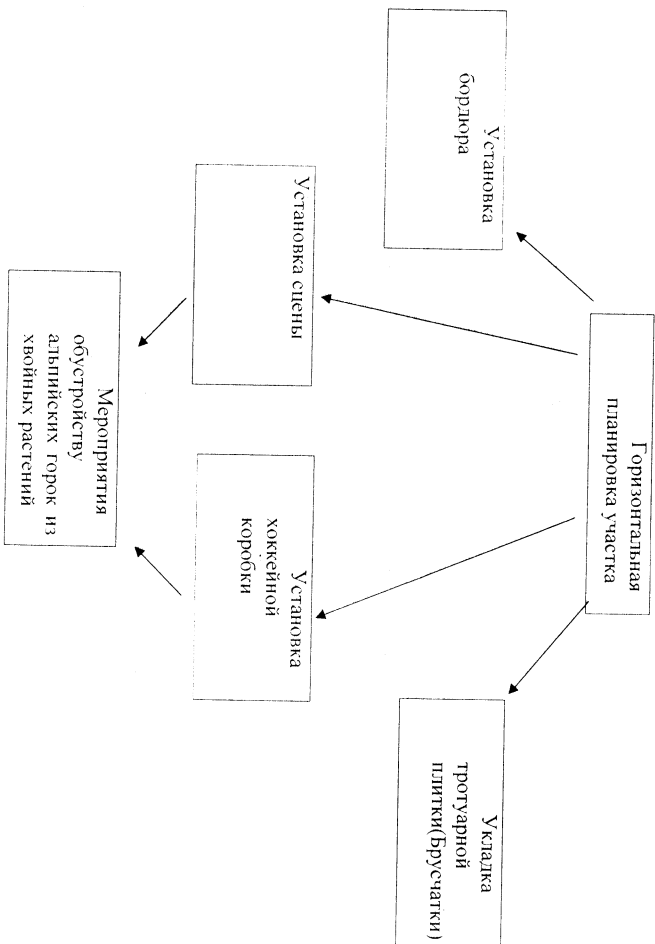 Горизонтальная
планировка участка
Установка
бордюра
Укладка
тротуарной
плитки(Брусчатки)
Установка сцены
Установка
хоккейной
коробки
Мероприятия
обустройству
альпийских горок из
хвойных растений